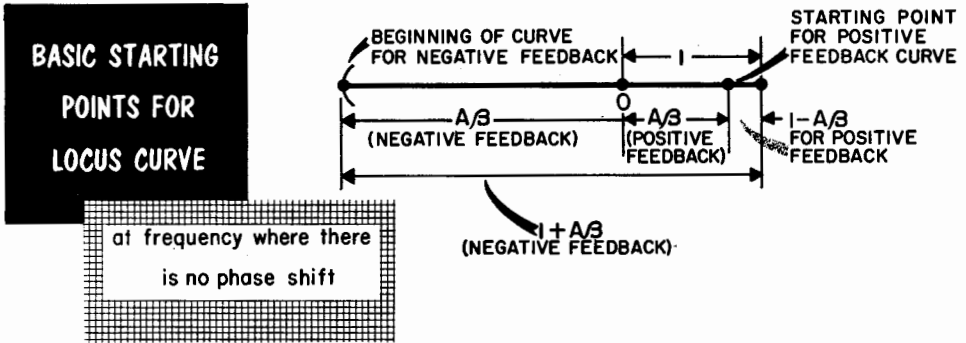 BASIC STARTING
POINTS FOR
LOCUS CURVE
at frequency where there
is no phase shift
BEGINNING OF CURVE
FOR NEGATIVE FEEDBACK
1
STARTING POINT
FOR POSITIVE
FEEDBACK CURVE
0
Aβ
(NEGATIVE FEEDBACK)
Aβ
(POSITIVE
FEEDBACK)
1-Aβ
FOR POSITIVE
FEEDBACK
1+Aβ
(NEGATIVE FEEDBACK)